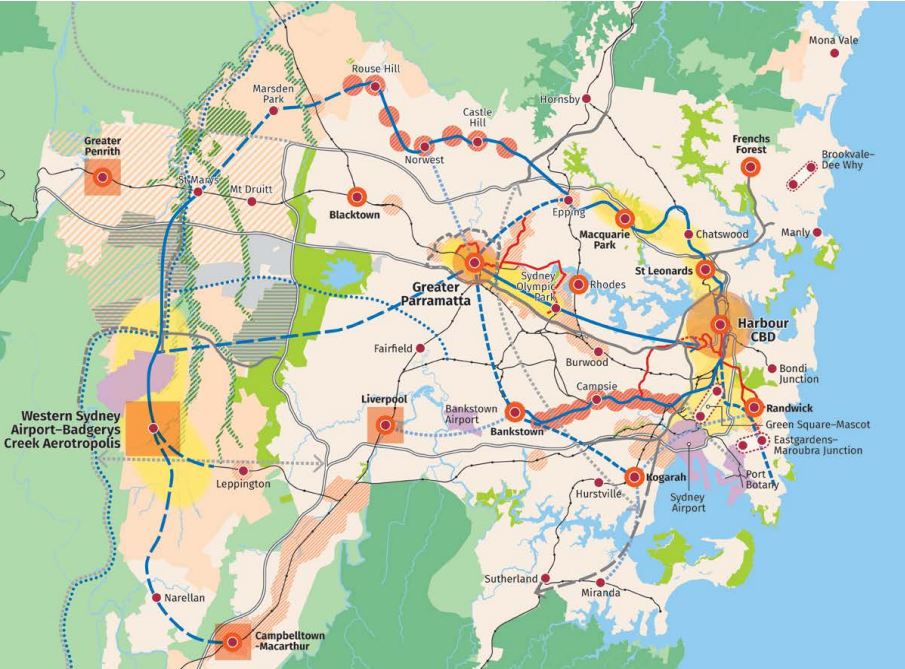 Mona Vale
Rouse Hill
Marsden
Park
Hornsby
Castle
Hill
Greater
Penrith
Norwest
Frenchs
Forest
Brookvale–
Dee Why
St Marys
Mt Druitt
Blacktown
Epping
Macquarie
Park
Chatswood
Manly
St Leonards
Greater
Parramatta
Sydney
Olympic
Park
Rhodes
Harbour
CBD
Fairfield
Burwood
Bondi
Junction
Campsie
Liverpool
Bankstown
Airport
Bankstown
Randwick
Green Square–Mascot
Eastgardens–
Maroubra Junction
Western Sydney
Airport–Badgerys
Creek Aerotropolis
Leppington
Kogarah
Hurstville
Sydney
Airport
Port
Botany
Sutherland
Miranda
Narellan
Campbelltown
-Macarthur